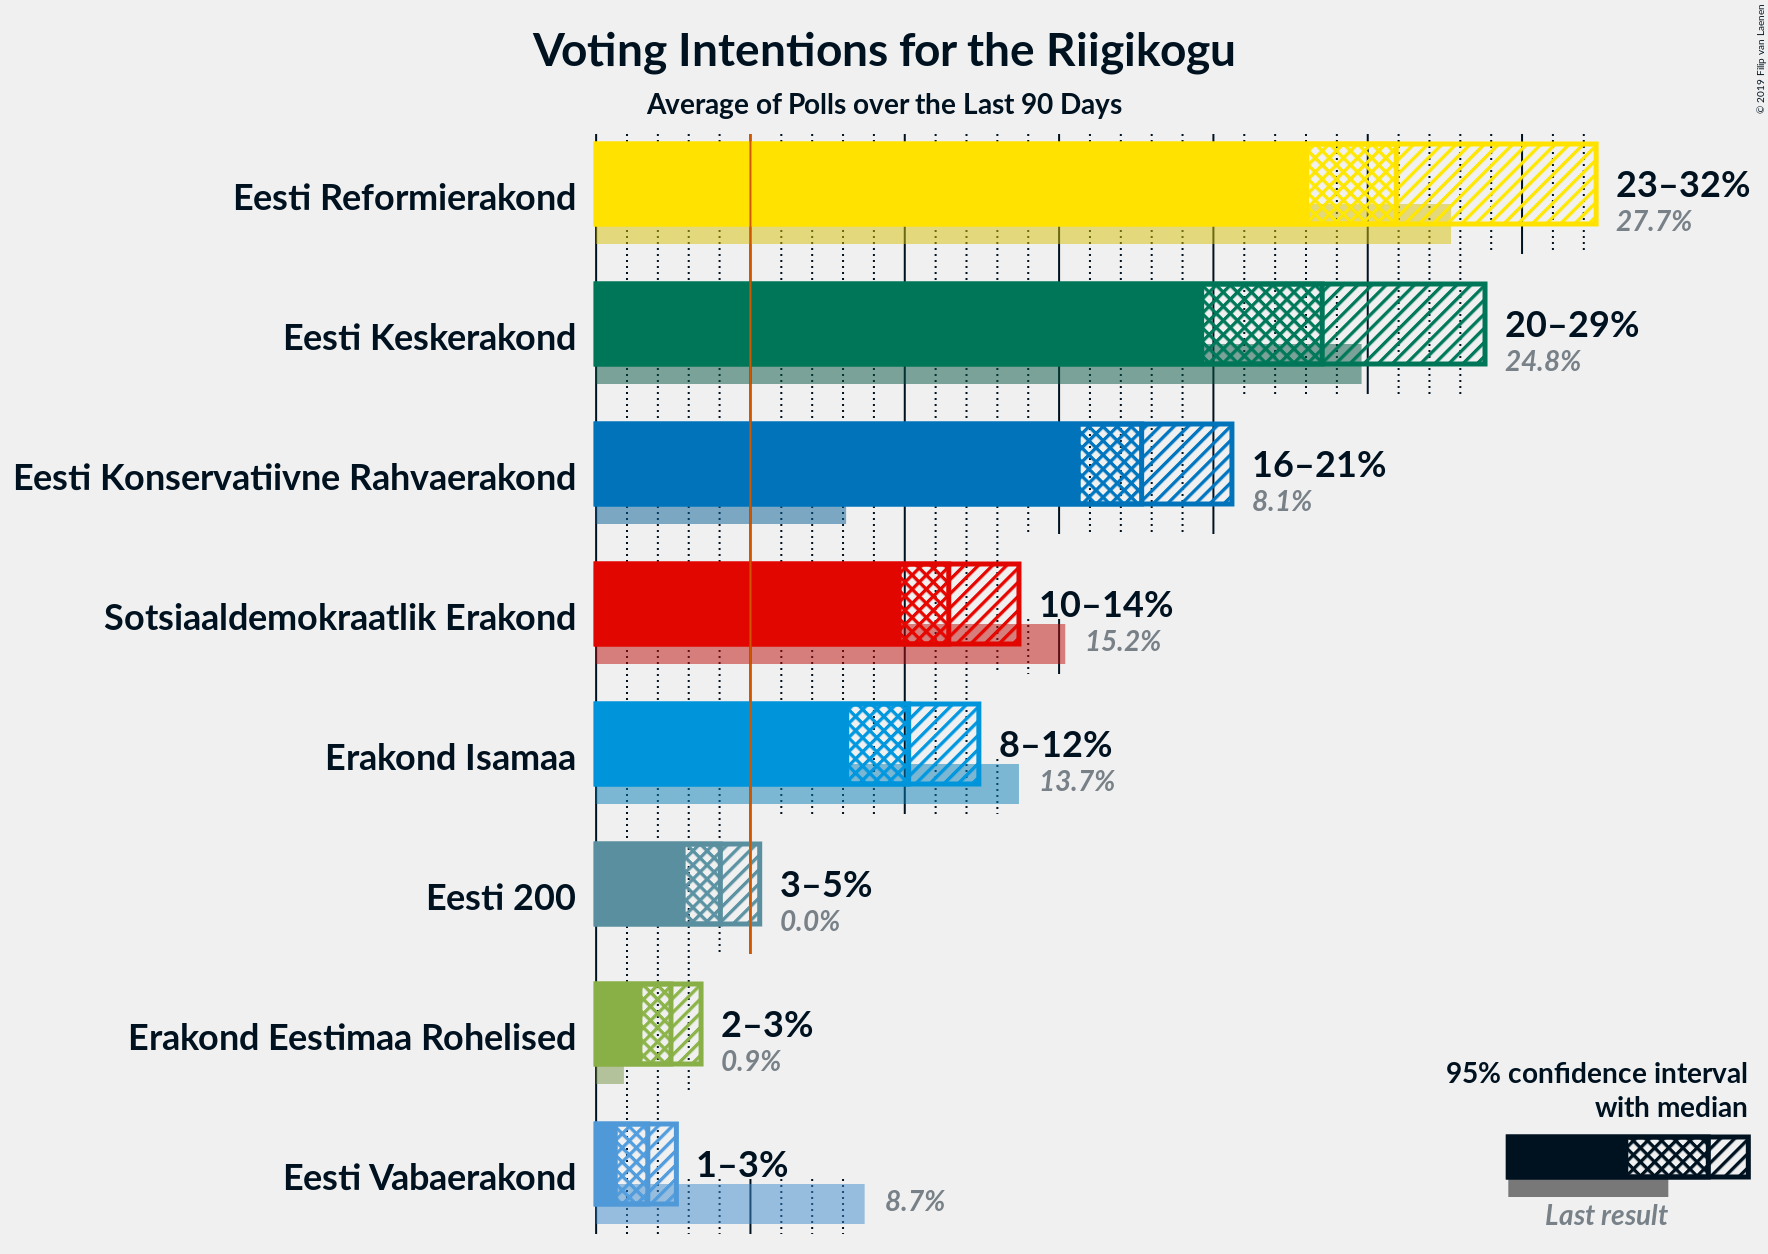 Voting Intentions for the Riigikogu
Average of Polls over the Last 90 Days
© 2019 Filip van Laenen
Eesti Reformierakond
23–32%
27.7%
Eesti Keskerakond
20–29%
24.8%
Eesti Konservatiivne Rahvaerakond
16–21%
8.1%
Sotsiaaldemokraatlik Erakond
10–14%
15.2%
Erakond Isamaa
8–12%
13.7%
Eesti 200
3–5%
0.0%
Erakond Eestimaa Rohelised
2–3%
0.9%
Eesti Vabaerakond
1–3%
8.7%
95% confidence interval
with median
Last result